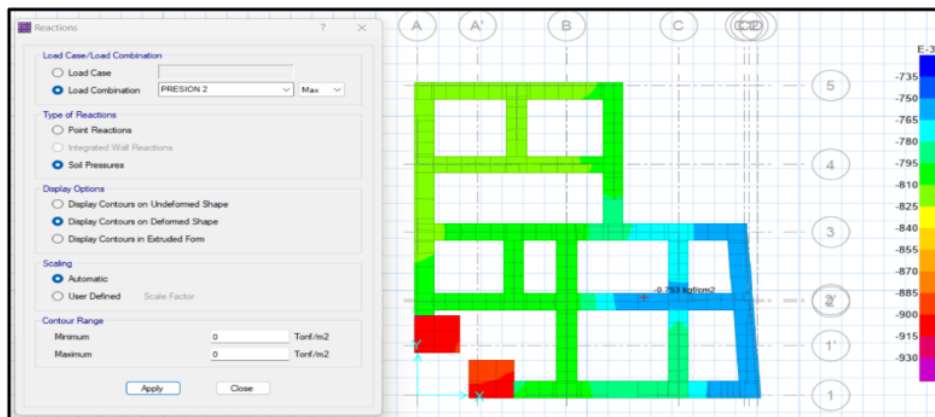 Reactions
?
Load Case/Load Combination
Load Case
Load Combination
PRESION 2
Max
Type of Reactions
Point Reactions
Integrated Wall Reactions
Soil Pressures
Display Options
Display Contours on Undeformed Shape
Display Contours on Deformed Shape
Display Contours in Extruded Form
Scaling
Automatic
User Defined
Scale Factor
Contour Range
Minimum
0
Tonf/m2
Maximum
0
Tonf/m2
Apply
Close
A
A'
B
C
5
4
3
1'
1
Y
X
-0.753 kgf/cm2
E-3
-735
-750
-765
-780
-795
-810
-825
-840
-855
-870
-885
-900
-915
-930